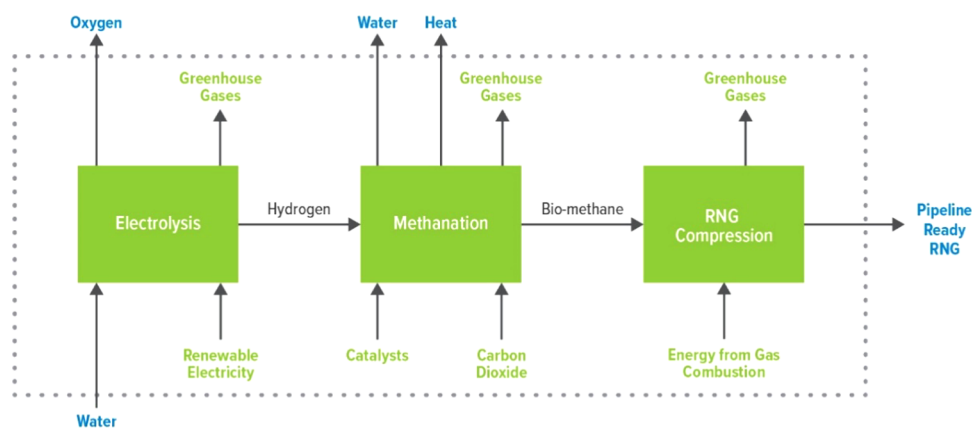 Oxygen
Water
Heat
Greenhouse
Gases
Greenhouse
Gases
Greenhouse
Gases
Electrolysis
Hydrogen
Methanation
Bio-methane
RNG
Compression
Pipeline
Ready
RNG
Renewable
Electricity
Catalysts
Carbon
Dioxide
Energy from Gas
Combustion
Water